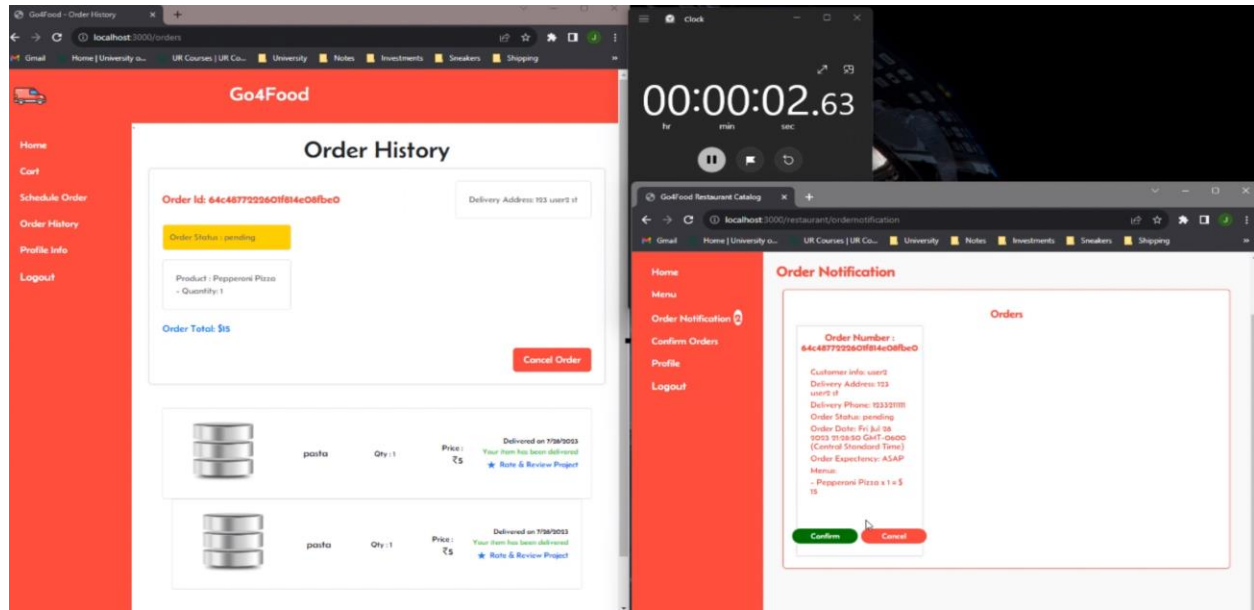 Go4Food - Order History
localhost:3000/orders
Gmail Home | University o... UR Courses | UR Co... University Notes Investments Sneakers Shipping »
Go4Food
Home
Cart
Schedule Order
Order History
Profile Info
Logout
Order History
Order Id: 64c4877222601f814e08fbe0
Delivery Address: 123 user2 st
Order Status : pending
Product : Pepperoni Pizza
- Quantity: 1
Order Total: $15
Cancel Order
pasta Qty : 1 Price : ₹5
Delivered on 7/28/2023
Your item has been delivered
★ Rate & Review Project
pasta Qty : 1 Price : ₹5
Delivered on 7/28/2023
Your item has been delivered
★ Rate & Review Project
Clock
00:00:02.63
hr min sec
Go4Food Restaurant Catalog
localhost:3000/restaurant/ordernotification
Gmail Home | University o... UR Courses | UR Co... University Notes Investments Sneakers Shipping »
Home
Menu
Order Notification 2
Confirm Orders
Profile
Logout
Order Notification
Orders
Order Number :
64c4877222601f814e08fbe0
Customer info: user2
Delivery Address: 123
user2 st
Delivery Phone:
Order Status: pending
Order Date: Fri Jul 28
2023 21:28:50 GMT-0600
(Central Standard Time)
Order Expectency: ASAP
Menus:
- Pepperoni Pizza x 1 = $
15
Confirm
Cancel